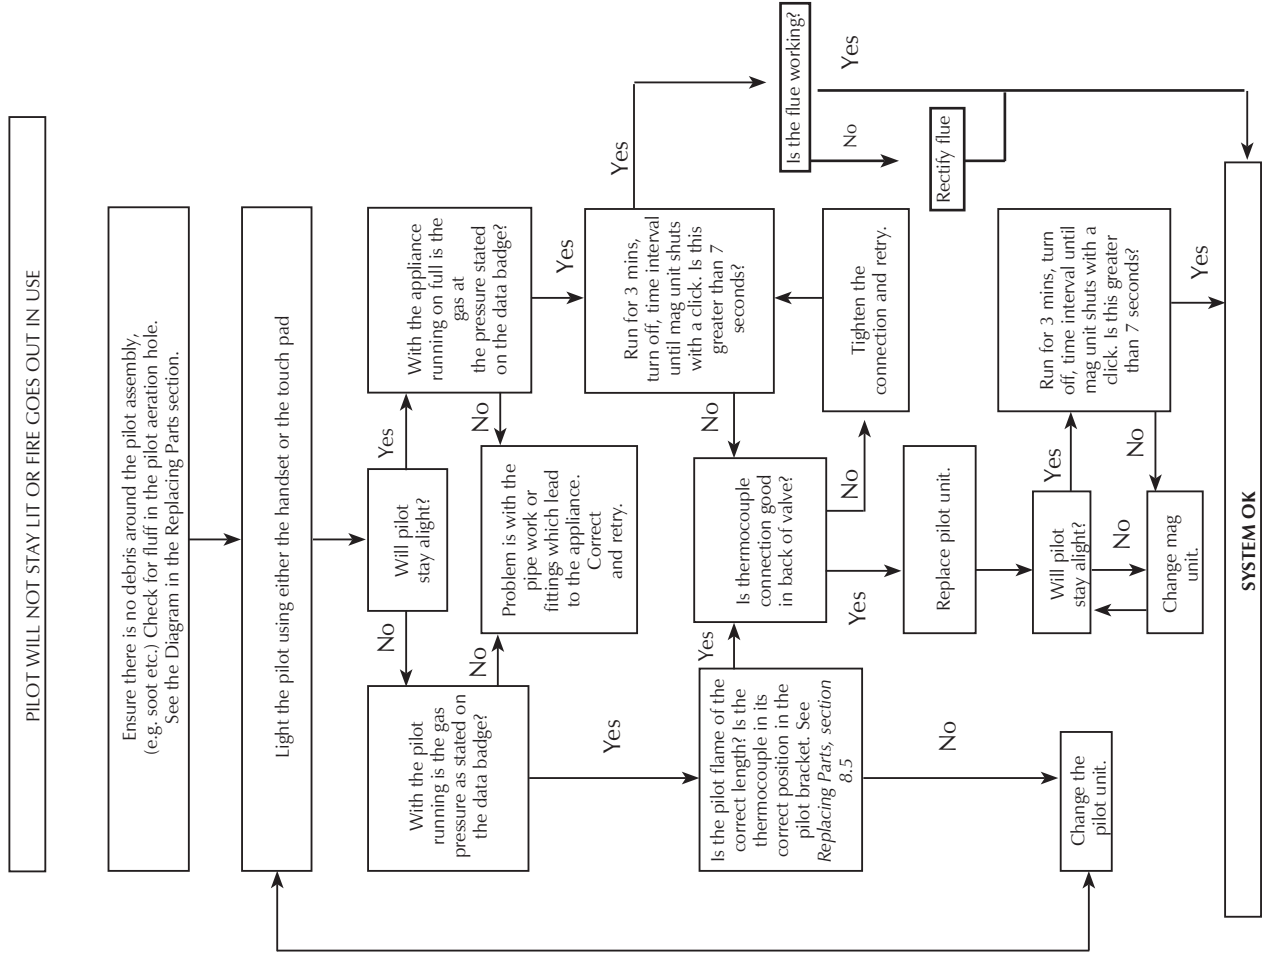 PILOT WILL NOT STAY LIT OR FIRE GOES OUT IN USE
Ensure there is no debris around the pilot assembly,
(e.g. soot etc.) Check for fluff in the pilot aeration hole.
See the Diagram in the Replacing Parts section.
Light the pilot using either the handset or the touch pad
Will pilot
stay alight?
No
Yes
With the pilot
running is the gas
pressure as stated on
the data badge?
With the appliance
running on full is the
gas at
the pressure stated
on the data badge?
No
No
Problem is with the
pipe work or
fittings which lead
to the appliance.
Correct
and retry.
Yes
Yes
Run for 3 mins,
turn off, time interval
until mag unit shuts
with a click. Is this
greater than 7
seconds?
Yes
Is the pilot flame of the
correct length? Is the
thermocouple in its
correct position in the
pilot bracket. See
Replacing Parts, section
8.5
Yes
No
Is thermocouple
connection good
in back of valve?
Is the flue working?
No
Yes
Yes
No
Tighten the
connection and retry.
Rectify flue
Replace pilot unit.
No
Will pilot
stay alight?
Yes
Run for 3 mins, turn
off, time interval until
mag unit shuts with a
click. Is this greater
than 7 seconds?
Change the
pilot unit.
No
No
Change mag
unit.
Yes
SYSTEM OK